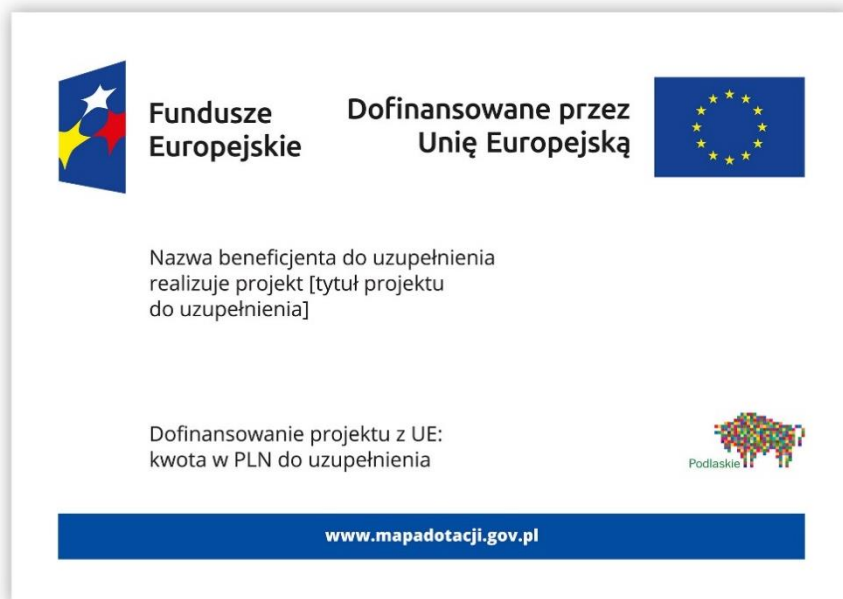 Fundusze
Europejskie
Dofinansowane przez
Unię Europejską
Nazwa beneficjenta do uzupełnienia
realizuje projekt [tytuł projektu
do uzupełnienia]
Dofinansowanie projektu z UE:
kwota w PLN do uzupełnienia
Podlaskie
www.mapadotacji.gov.pl